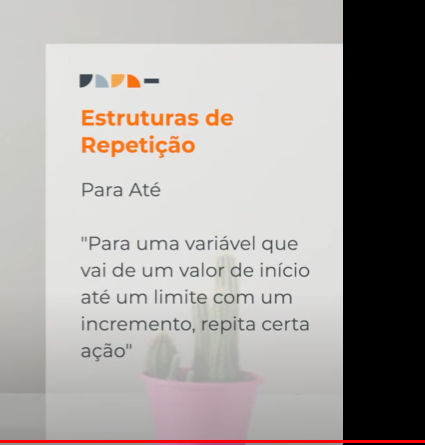 Estruturas de
Repetição
Para Até
"Para uma variável que
vai de um valor de início
até um limite com um
incremento, repita certa
ação"